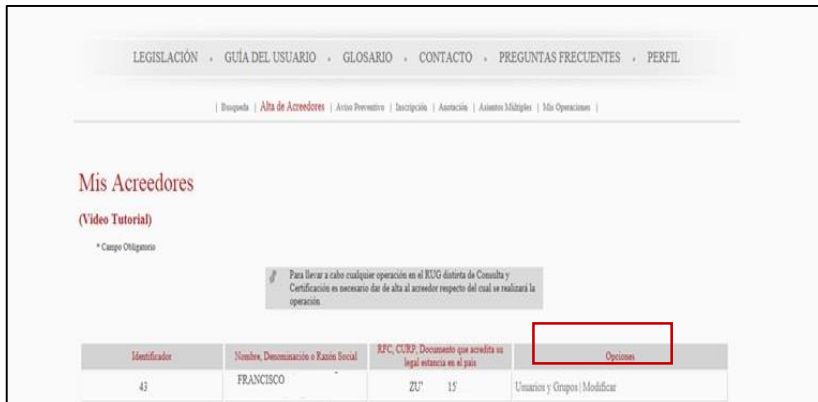 LEGISLACIÓN • GUÍA DEL USUARIO • GLOSARIO • CONTACTO • PREGUNTAS FRECUENTES • PERFIL
| Busqueda | Alta de Acreedores | Aviso Preventivo | Inscripción | Anotación | Asientos Múltiples | Mis Operaciones |
Mis Acreedores
(Video Tutorial)
* Campo Obligatorio
Para llevar a cabo cualquier operación en el RUG distinta de Consulta y
Certificación es necesario dar de alta al acreedor respecto del cual se realizará la
operación
Identificador Nombre, Denominación o Razón Social RFC, CURP, Documento que acredita su
legal estancia en el país Opciones
43 FRANCISCO ZU 15 Usuarios y Grupos | Modificar